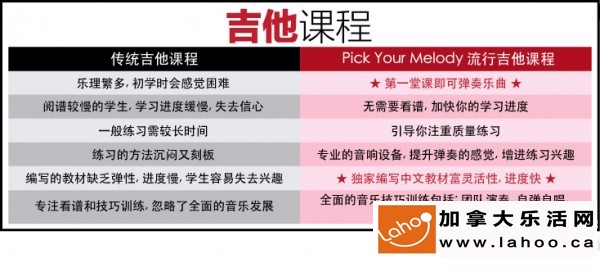 吉他课程
传统吉他课程
Pick Your Melody 流行吉他课程
乐理繁多, 初学时会感觉困难
★ 第一堂课即可弹奏乐曲 ★
阅谱较慢的学生, 学习进度缓慢, 失去信心
无需要看谱, 加快你的学习进度
一般练习需较长时间
引导你注重质量练习
练习的方法沉闷又刻板
专业的音响设备, 提升弹奏的感觉, 增进练习兴趣
编写的教材缺乏弹性, 进度慢, 学生容易失去兴趣
★ 独家编写中文教材富灵活性, 进度快 ★
专注看谱和技巧训练, 忽略了全面的音乐发展
全面的音乐技巧训练包括: 团队演奏, 自弹自唱,
Lahoo
加拿大乐活网
www.lahoo.ca